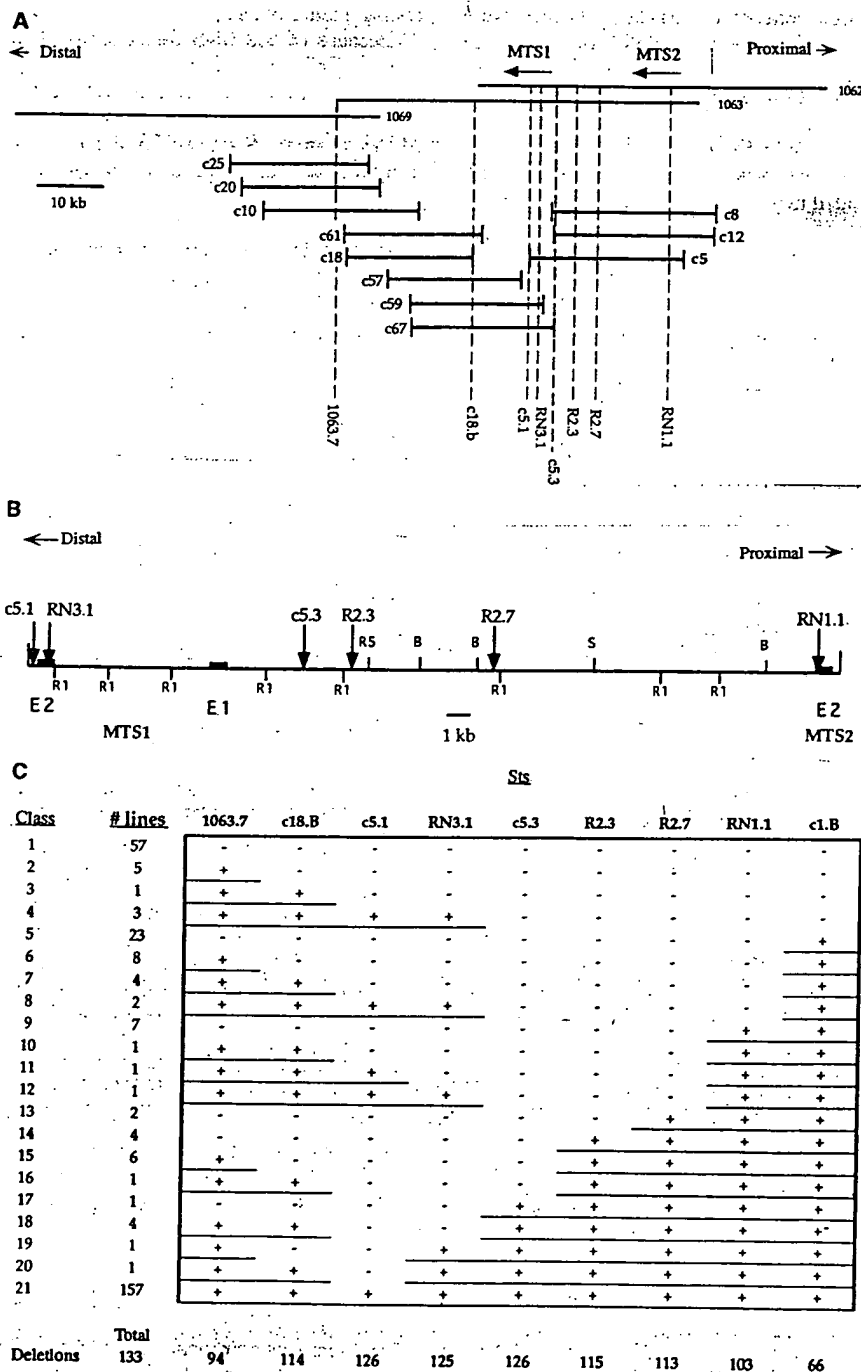 A
← Distal
MTS1
MTS2
Proximal →
1062
1063
1069
c25
10 kb
c20
c10
c8
c61
c12
c18
c5
c57
c59
c67
1063.7
c18.b
c5.1
RN3.1
c5.3
R2.3
R2.7
RN1.1
B
← Distal
Proximal →
c5.1 RN3.1 c5.3 R2.3 R2.7 RN1.1
RS B B S B
R1 R1 R1 R1 R1 R1 R1 R1
E2 E1 E2
MTS1 1 kb MTS2
C
Sts
Class # lines 1063.7 c18.B c5.1 RN3.1 c5.3 R2.3 R2.7 RN1.1 c1.B
1 57 - - - - - - - - -
2 5 + - - - - - - - -
3 1 + + - - - - - - -
4 3 + + + + - - - - -
5 23 - - - - - - - - +
6 8 + - - - - - - - +
7 4 + + - - - - - - +
8 2 + + + + - - - - +
9 7 - - - - - - - + +
10 1 + + - - - - - + +
11 1 + + + - - - - + +
12 1 + + + + - - - + +
13 2 - - - - - - + + +
14 4 - - - - - + + + +
15 6 + - - - - + + + +
16 1 + + - - - + + + +
17 1 - - - - + + + + +
18 4 + + - - + + + + +
19 1 + - - + + + + + +
20 1 + + - + + + + + +
21 157 + + + + + + + + +
Total
Deletions 133 94 114 126 125 126 115 113 103 66